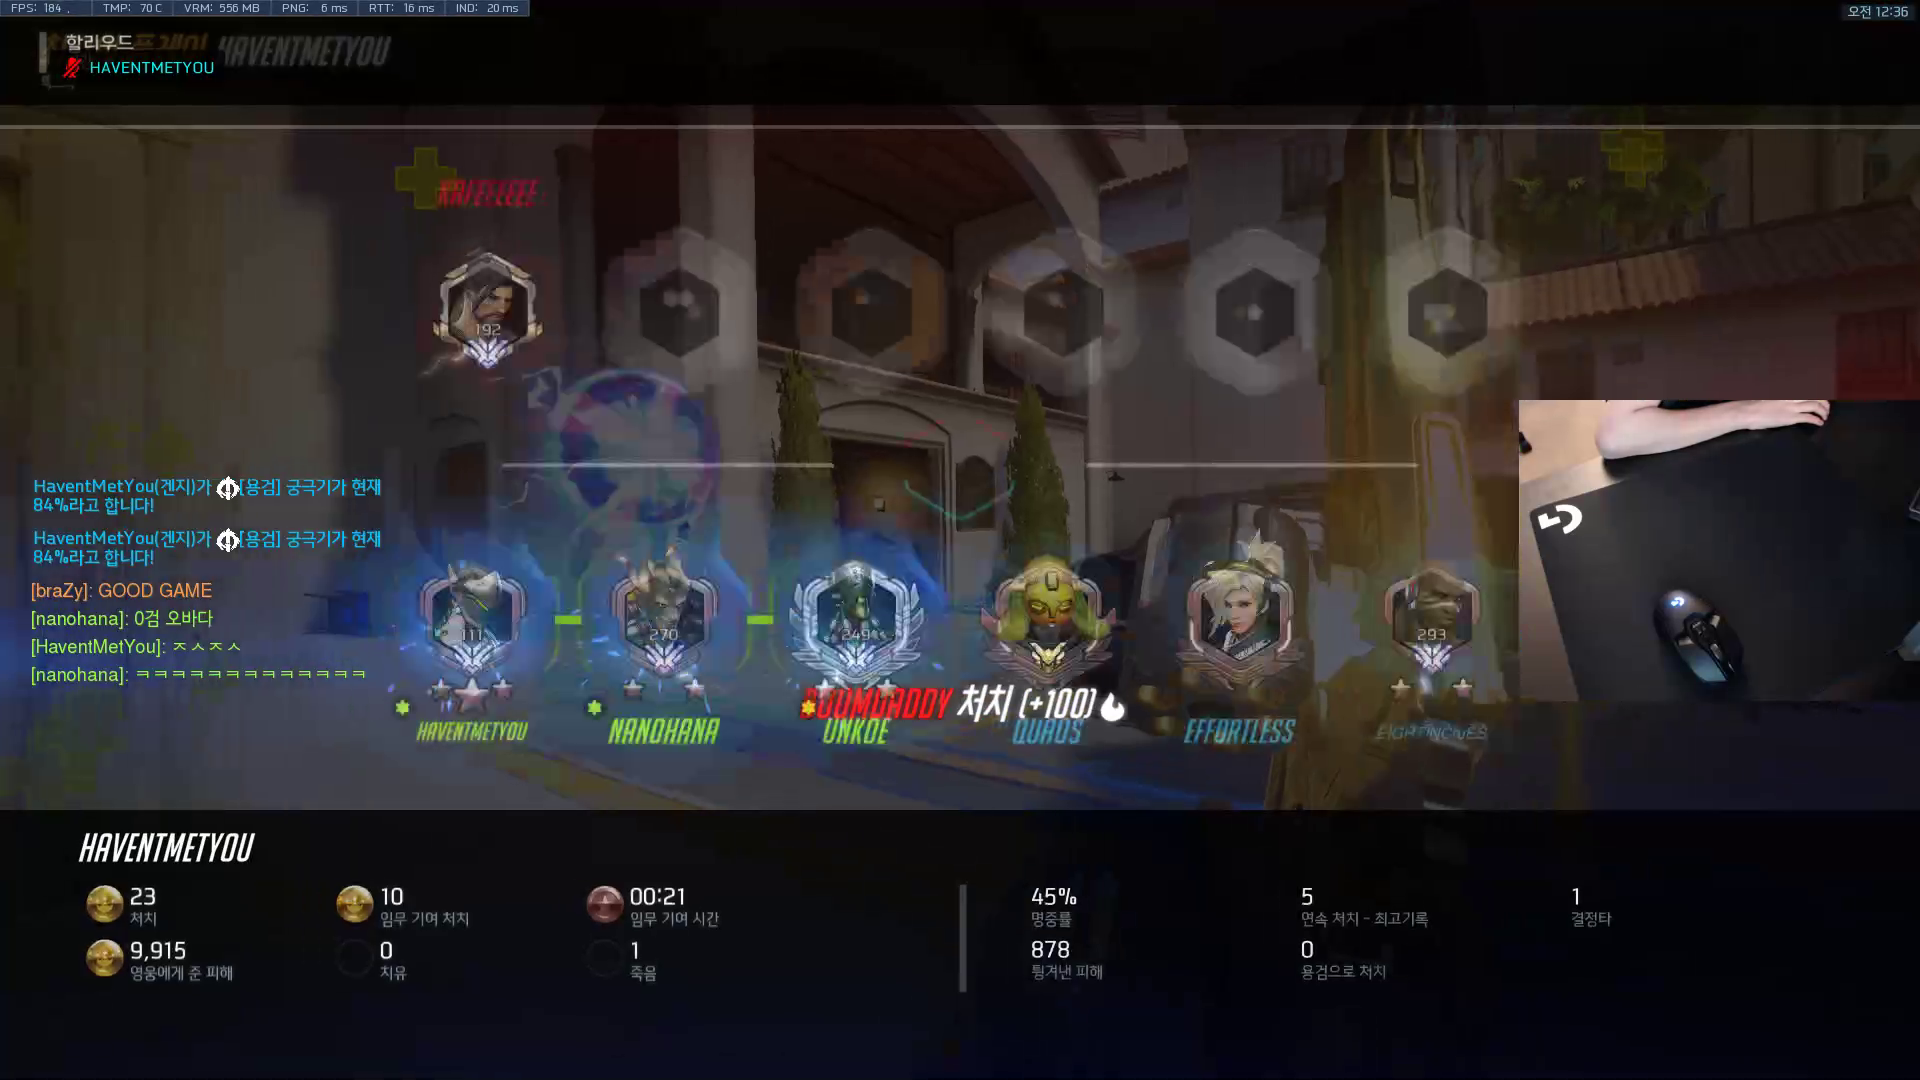 FPS: 184 TMP: 70 C VRM: 556 MB PNG: 6 ms RTT: 16 ms IND: 20 ms
오전 12:36
할리우드
HAVENTMETYOU
HAVENTMETYOU
192
HaventMetYou(겐지)가 [용검] 궁극기가 현재
84%라고 합니다!
HaventMetYou(겐지)가 [용검] 궁극기가 현재
84%라고 합니다!
[braZy]: GOOD GAME
[nanohana]: 0검 오바다
[HaventMetYou]: ㅈㅅㅈㅅ
[nanohana]: ㅋㅋㅋㅋㅋㅋㅋㅋㅋㅋㅋㅋㅋ
111 270 249 293
처치 (+100)
HAVENTMETYOU NANOHANA UNKOE EFFORTLESS
HAVENTMETYOU
23 10 00:21 45% 5 1
처치 임무 기여 처치 임무 기여 시간 명중률 연속 처치 - 최고기록 결정타
9,915 0 1 878 0
영웅에게 준 피해 치유 죽음 튕겨낸 피해 용검으로 처치